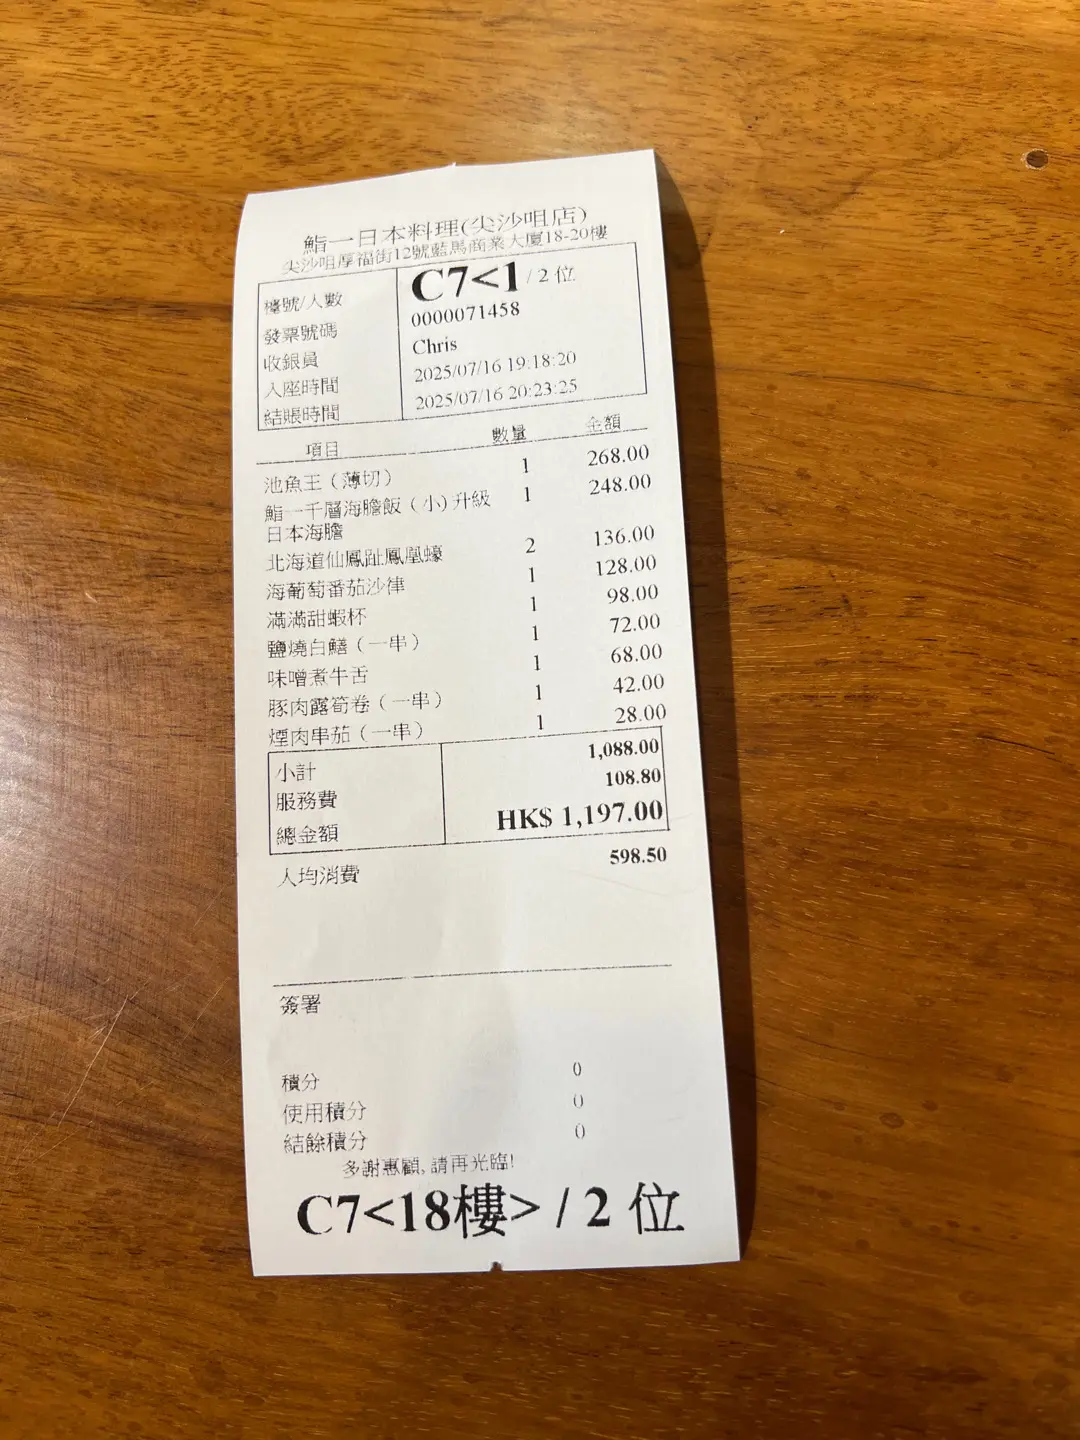 鮨一日本料理(尖沙咀店)
尖沙咀厚福街12號藍馬商業大廈18-20樓
檯號/人數 C7<1 / 2 位
發票號碼 0000071458
收銀員 Chris
入座時間 2025/07/16 19:18:20
結賬時間 2025/07/16 20:23:25
項目 數量 金額
池魚王（薄切） 1 268.00
鮨一千層海膽飯（小)升級 1 248.00
日本海膽
北海道仙鳳趾鳳凰蠔 2 136.00
海葡萄番茄沙律 1 128.00
滿滿甜蝦杯 1 98.00
鹽燒白鱔（一串） 1 72.00
味噌煮牛舌 1 68.00
豚肉露筍卷（一串） 1 42.00
煙肉串茄（一串） 1 28.00
小計 1,088.00
服務費 108.80
總金額 HK$ 1,197.00
人均消費 598.50
簽署
積分 0
使用積分 0
結餘積分 0
多謝惠顧, 請再光臨!
C7<18樓> / 2 位